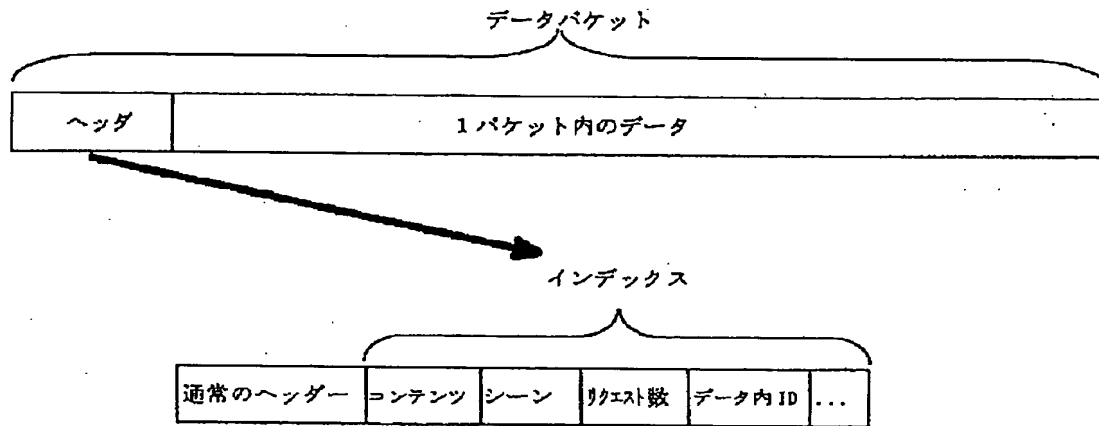 データパケット
ヘッダ 1パケット内のデータ
インデックス
通常のヘッダー コンテンツ シーン リクエスト数 データ内ID ...